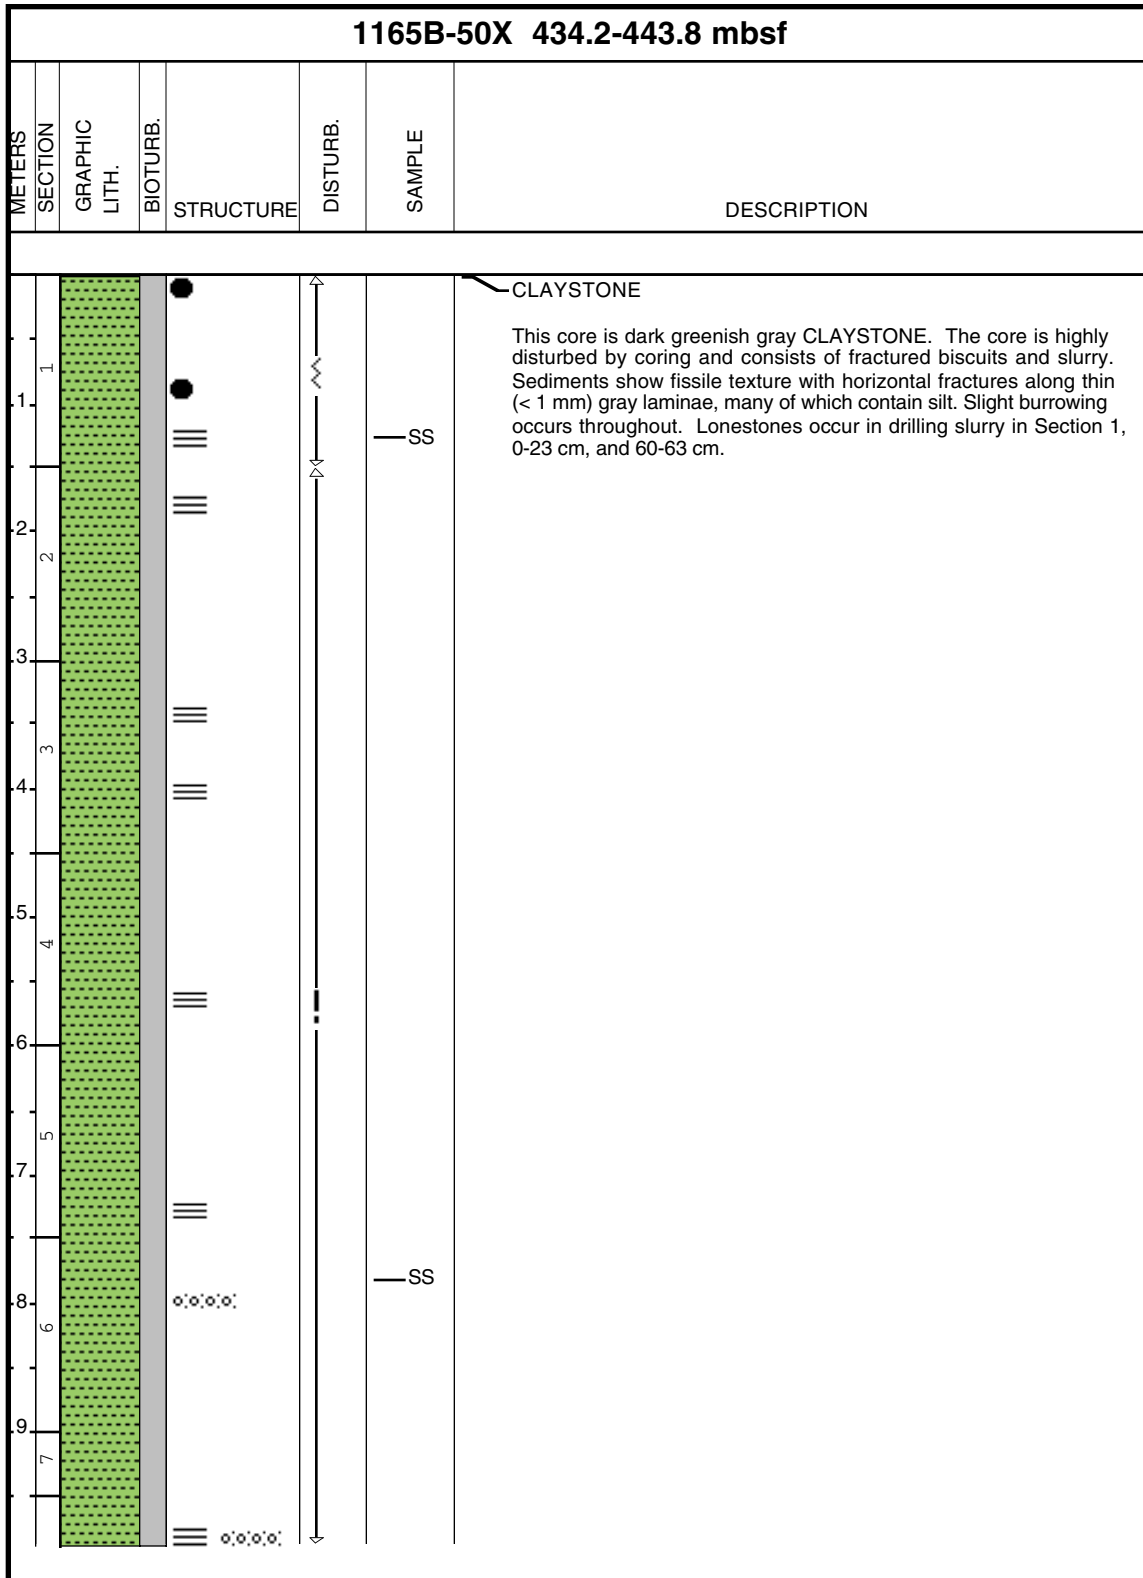 1165B-50X 434.2-443.8 mbsf
METERS
SECTION
GRAPHIC
LITH.
BIOTURB.
STRUCTURE
DISTURB.
SAMPLE
DESCRIPTION
CLAYSTONE
This core is dark greenish gray CLAYSTONE. The core is highly
disturbed by coring and consists of fractured biscuits and slurry.
Sediments show fissile texture with horizontal fractures along thin
(< 1 mm) gray laminae, many of which contain silt. Slight burrowing
occurs throughout. Lonestones occur in drilling slurry in Section 1,
0-23 cm, and 60-63 cm.
1
1
SS
2
2
3
3
4
5
4
6
5
7
SS
8
6
9
7